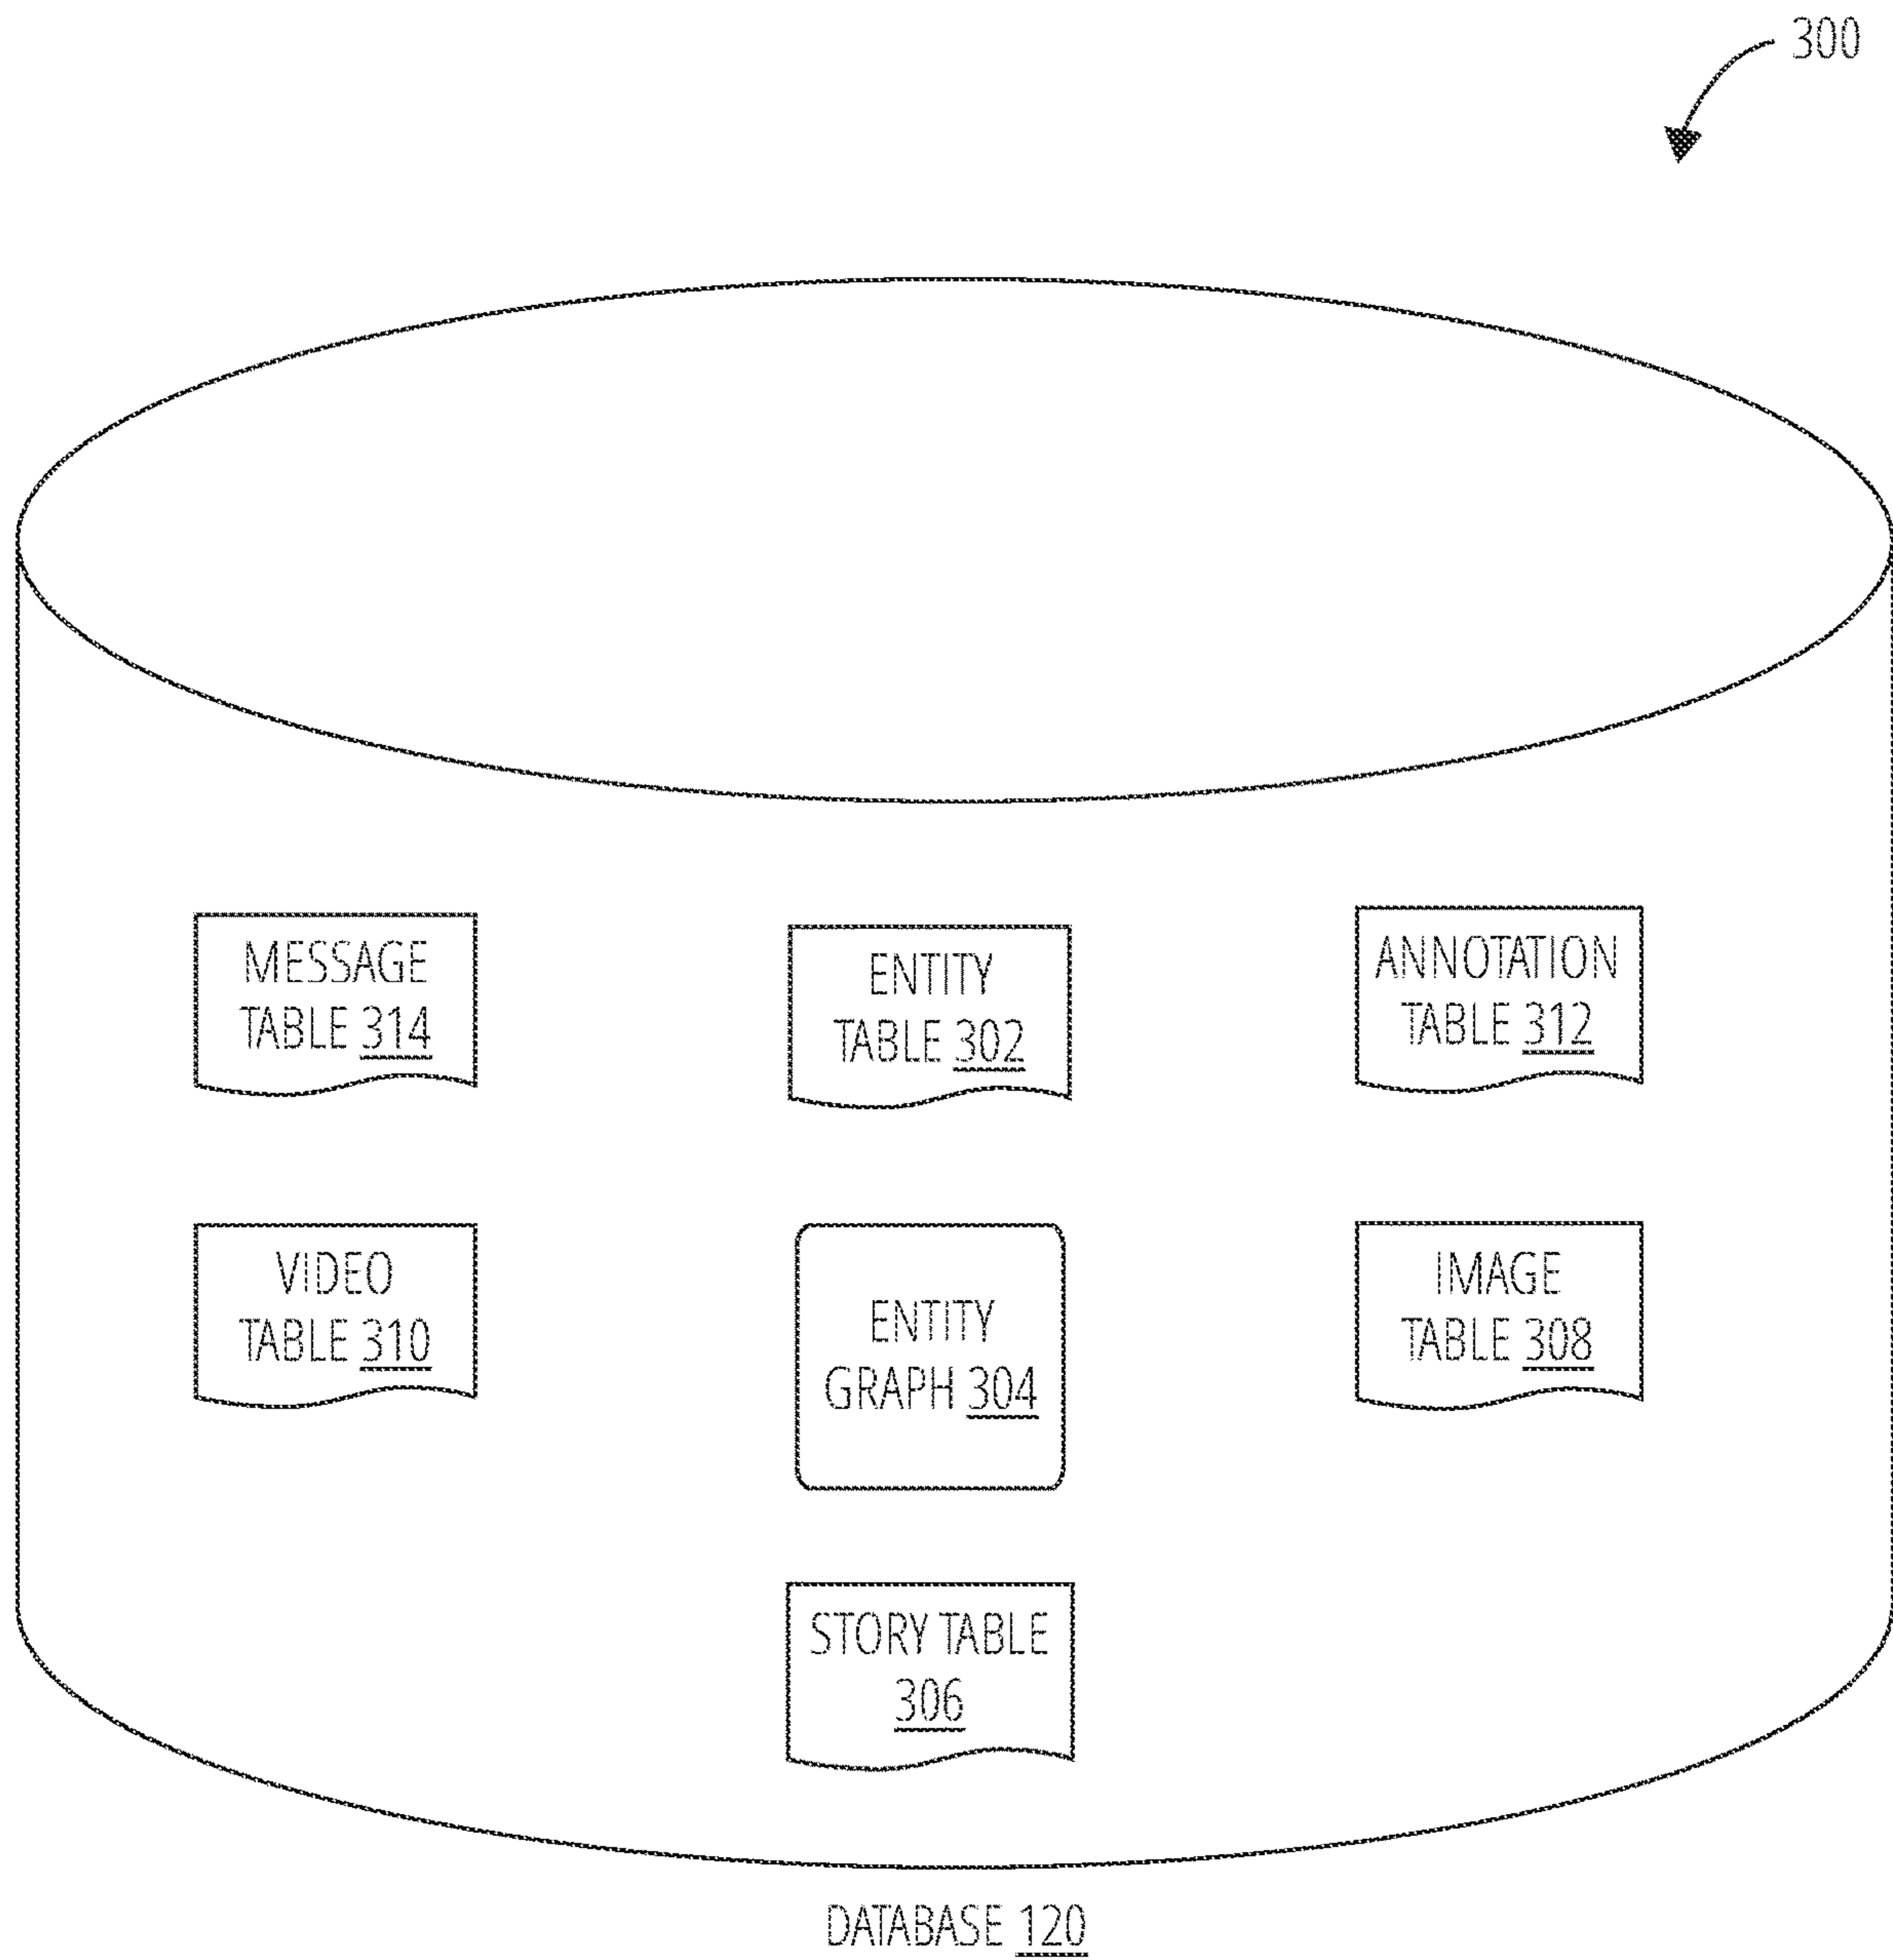 300
MESSAGE
TABLE 314
ENTITY
TABLE 302
ANNOTATION
TABLE 312
VIDEO
TABLE 310
ENTITY
GRAPH 304
IMAGE
TABLE 308
STORY TABLE
306
DATABASE 120